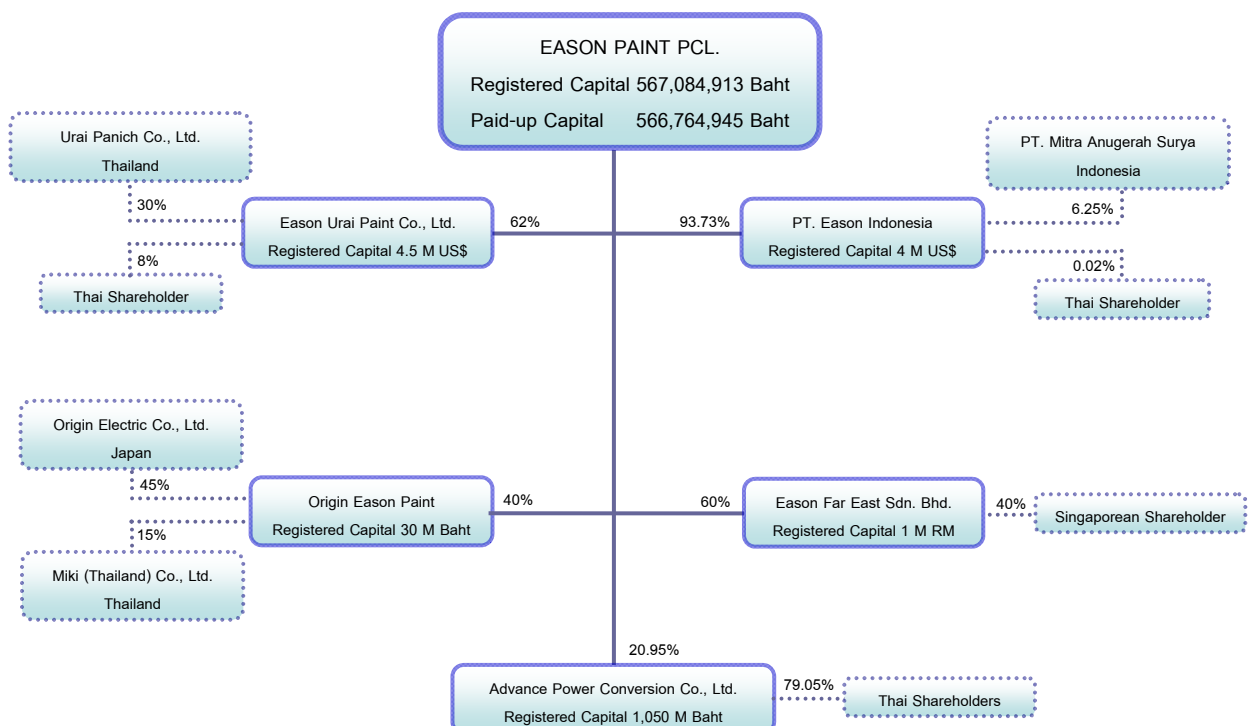 EASON PAINT PCL.
Registered Capital 567,084,913 Baht
Paid-up Capital 566,764,945 Baht
Urai Panich Co., Ltd.
Thailand
30%
Eason Urai Paint Co., Ltd.
Registered Capital 4.5 M US$
62%
8%
Thai Shareholder
93.73%
PT. Eason Indonesia
Registered Capital 4 M US$
PT. Mitra Anugerah Surya
Indonesia
6.25%
0.02%
Thai Shareholder
Origin Electric Co., Ltd.
Japan
45%
Origin Eason Paint
Registered Capital 30 M Baht
40%
15%
Miki (Thailand) Co., Ltd.
Thailand
60%
Eason Far East Sdn. Bhd.
Registered Capital 1 M RM
40%
Singaporean Shareholder
20.95%
Advance Power Conversion Co., Ltd.
Registered Capital 1,050 M Baht
79.05%
Thai Shareholders